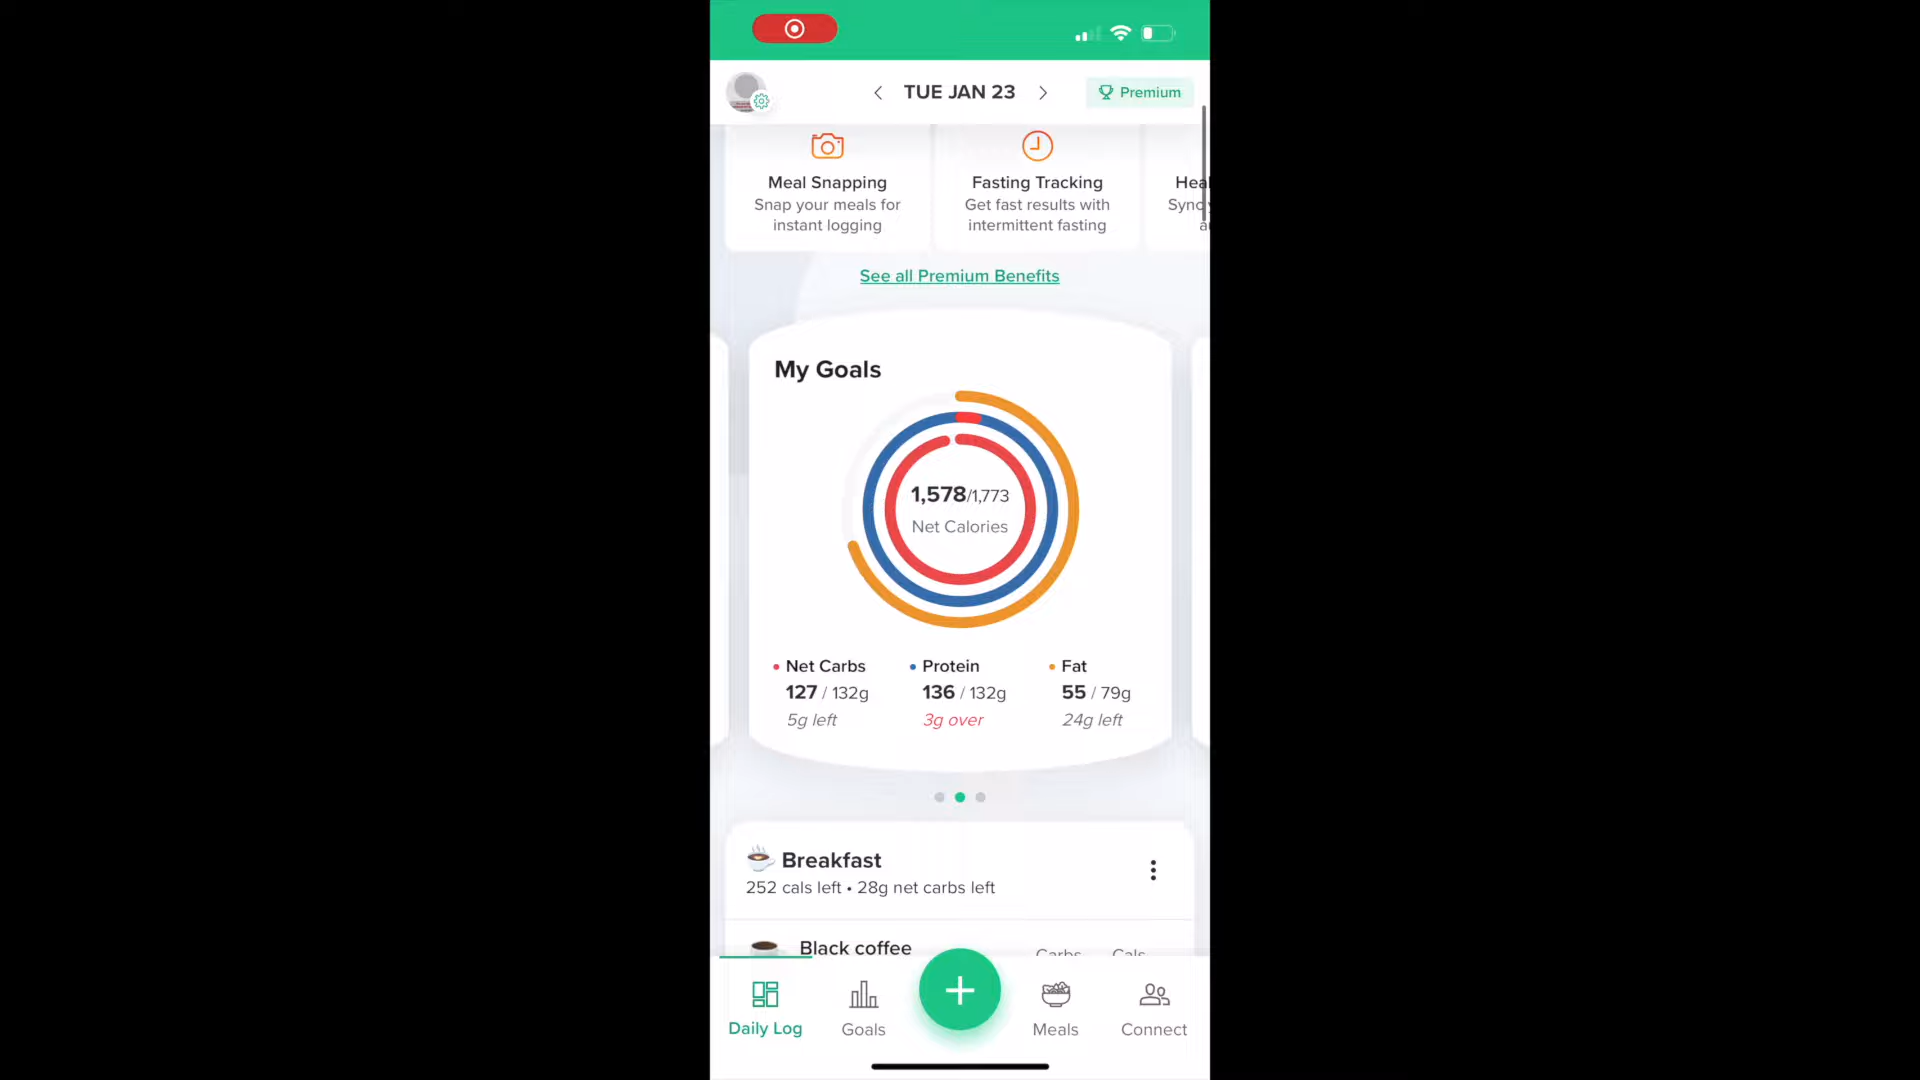 TUE JAN 23
Premium
Meal Snapping
Snap your meals for
instant logging
Fasting Tracking
Get fast results with
intermittent fasting
See all Premium Benefits
My Goals
1,578/1,773
Net Calories
Net Carbs
127 / 132g
5g left
Protein
136 / 132g
3g over
Fat
55 / 79g
24g left
Breakfast
252 cals left • 28g net carbs left
Black coffee
Carbs
Cals
Daily Log
Goals
Meals
Connect